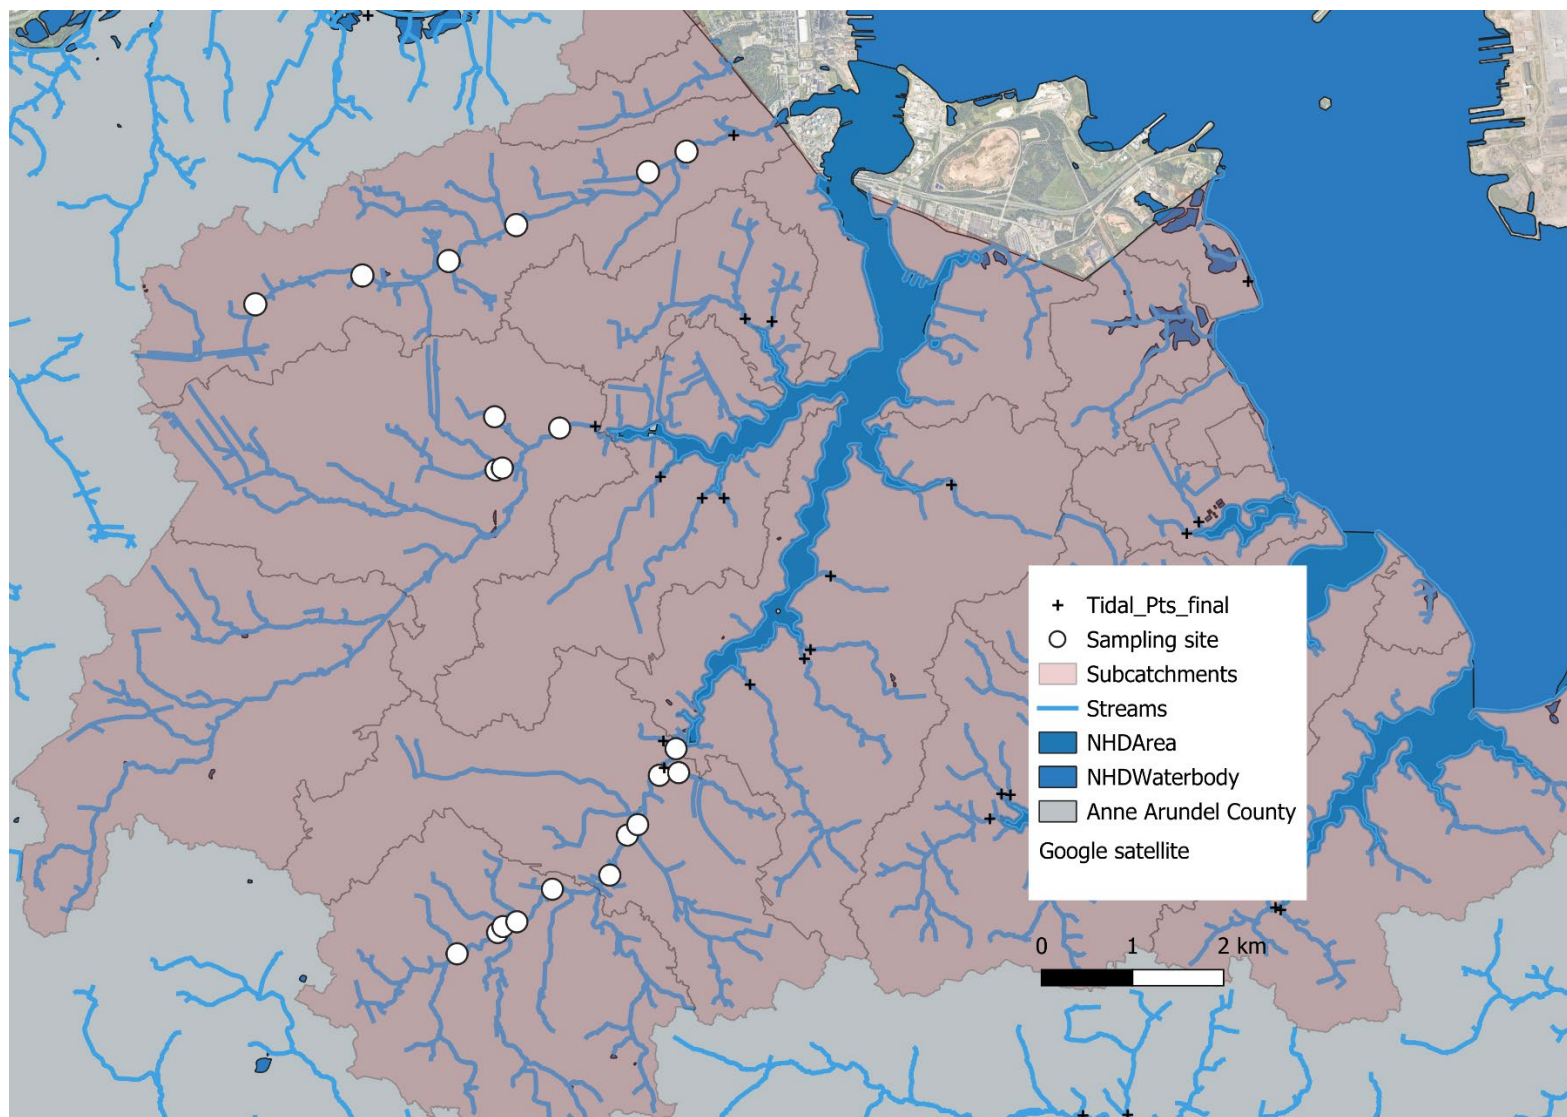 Tidal_Pts_final
Sampling site
Subcatchments
Streams
NHDArea
NHDWaterbody
Anne Arundel County
Google satellite
0 1 2 km